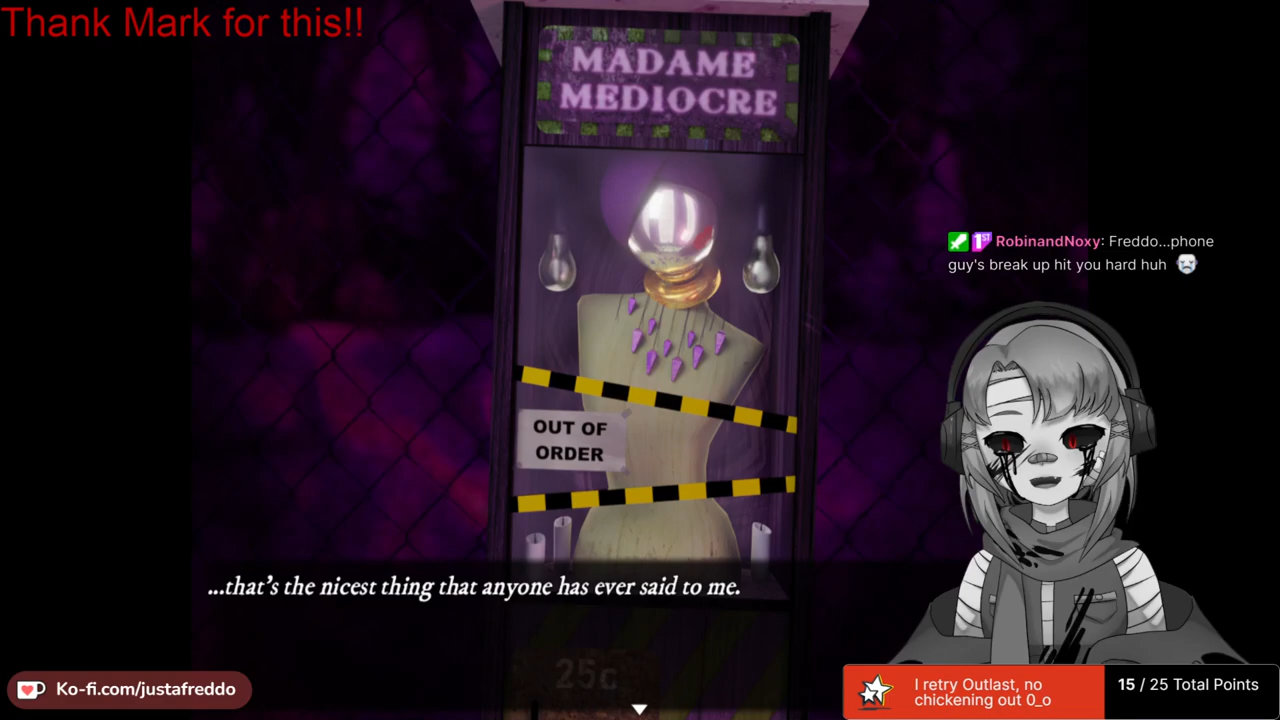 Thank Mark for this!!
MADAME
MEDIOCRE
1ST RobinandNoxy: Freddo...phone
guy's break up hit you hard huh
OUT OF
ORDER
...that's the nicest thing that anyone has ever said to me.
25¢
Ko-fi.com/justafreddo
I retry Outlast, no
chickening out 0_o
15 / 25 Total Points